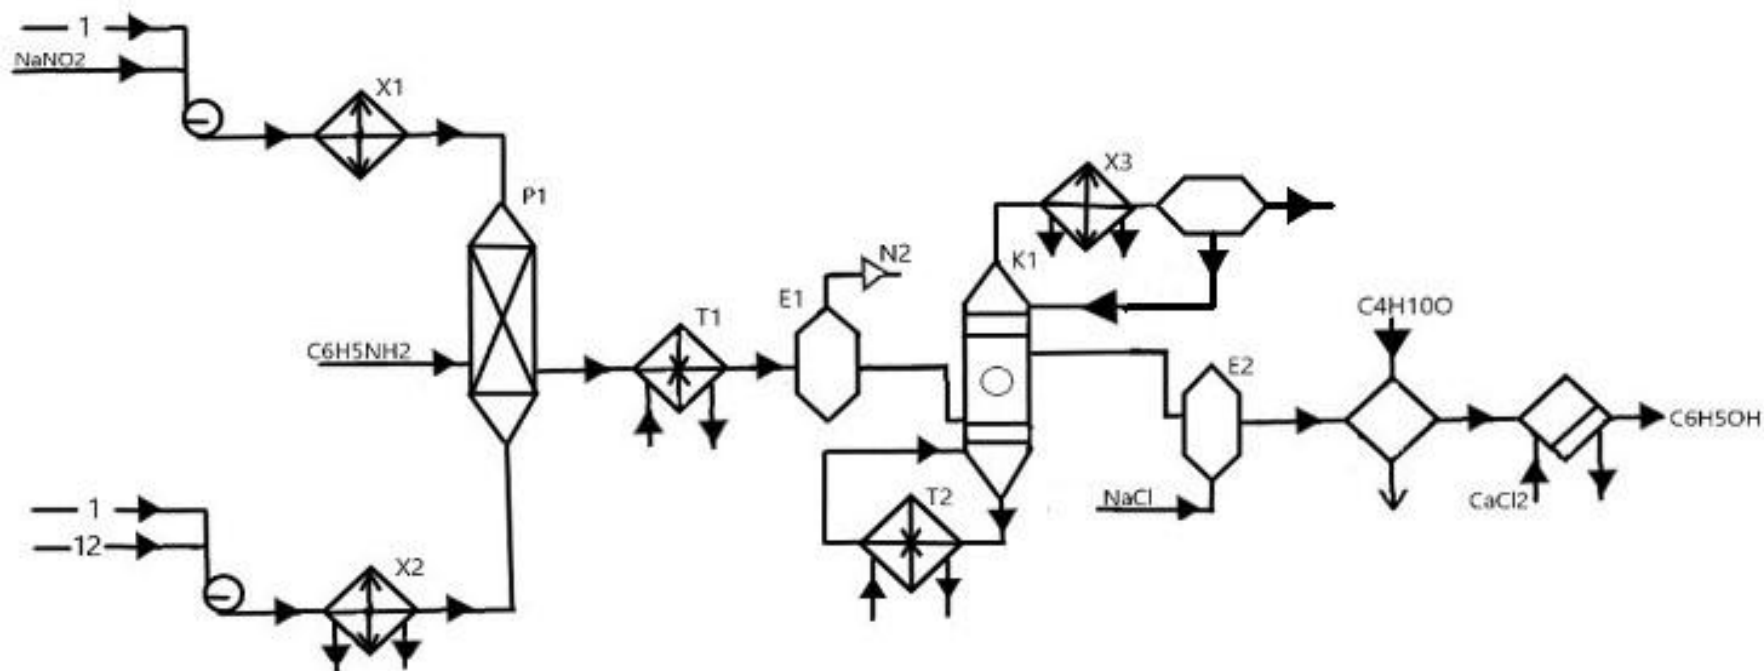 1
NaNO2
X1
P1
X3
K1
N2
E1
T1
C6H5NH2
C4H10O
E2
C6H5OH
NaCl
CaCl2
T2
1
12
X2